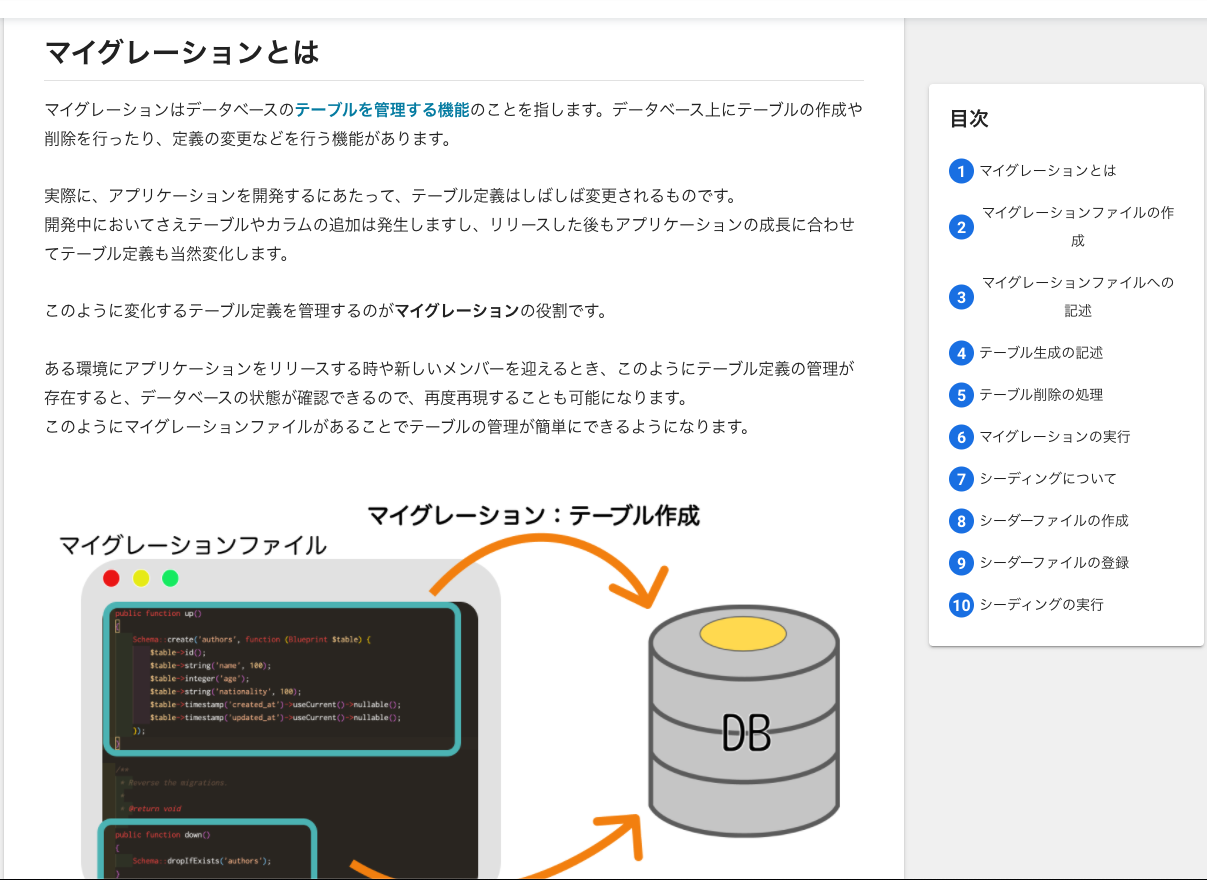 マイグレーションとは
マイグレーションはデータベースのテーブルを管理する機能のことを指します。データベース上にテーブルの作成や
削除を行ったり、定義の変更などを行う機能があります。
実際に、アプリケーションを開発するにあたって、テーブル定義はしばしば変更されるものです。
開発中においてさえテーブルやカラムの追加は発生しますし、リリースした後もアプリケーションの成長に合わせ
てテーブル定義も当然変化します。
このように変化するテーブル定義を管理するのがマイグレーションの役割です。
ある環境にアプリケーションをリリースする時や新しいメンバーを迎えるとき、このようにテーブル定義の管理が
存在すると、データベースの状態が確認できるので、再度再現することも可能になります。
このようにマイグレーションファイルがあることでテーブルの管理が簡単にできるようになります。
マイグレーション：テーブル作成
マイグレーションファイル
public function up()
{
Schema::create('authors', function (Blueprint $table) {
$table->id();
$table->string('name', 100);
$table->integer('age');
$table->string('nationality', 100);
$table->timestamp('created_at')->useCurrent()->nullable();
$table->timestamp('updated_at')->useCurrent()->nullable();
});
}
/**
* Reverse the migrations.
*
* @return void
public function down()
{
Schema::dropIfExists('authors');
}
DB
目次
1 マイグレーションとは
2 マイグレーションファイルの作
成
3 マイグレーションファイルへの
記述
4 テーブル生成の記述
5 テーブル削除の処理
6 マイグレーションの実行
7 シーディングについて
8 シーダーファイルの作成
9 シーダーファイルの登録
10 シーディングの実行